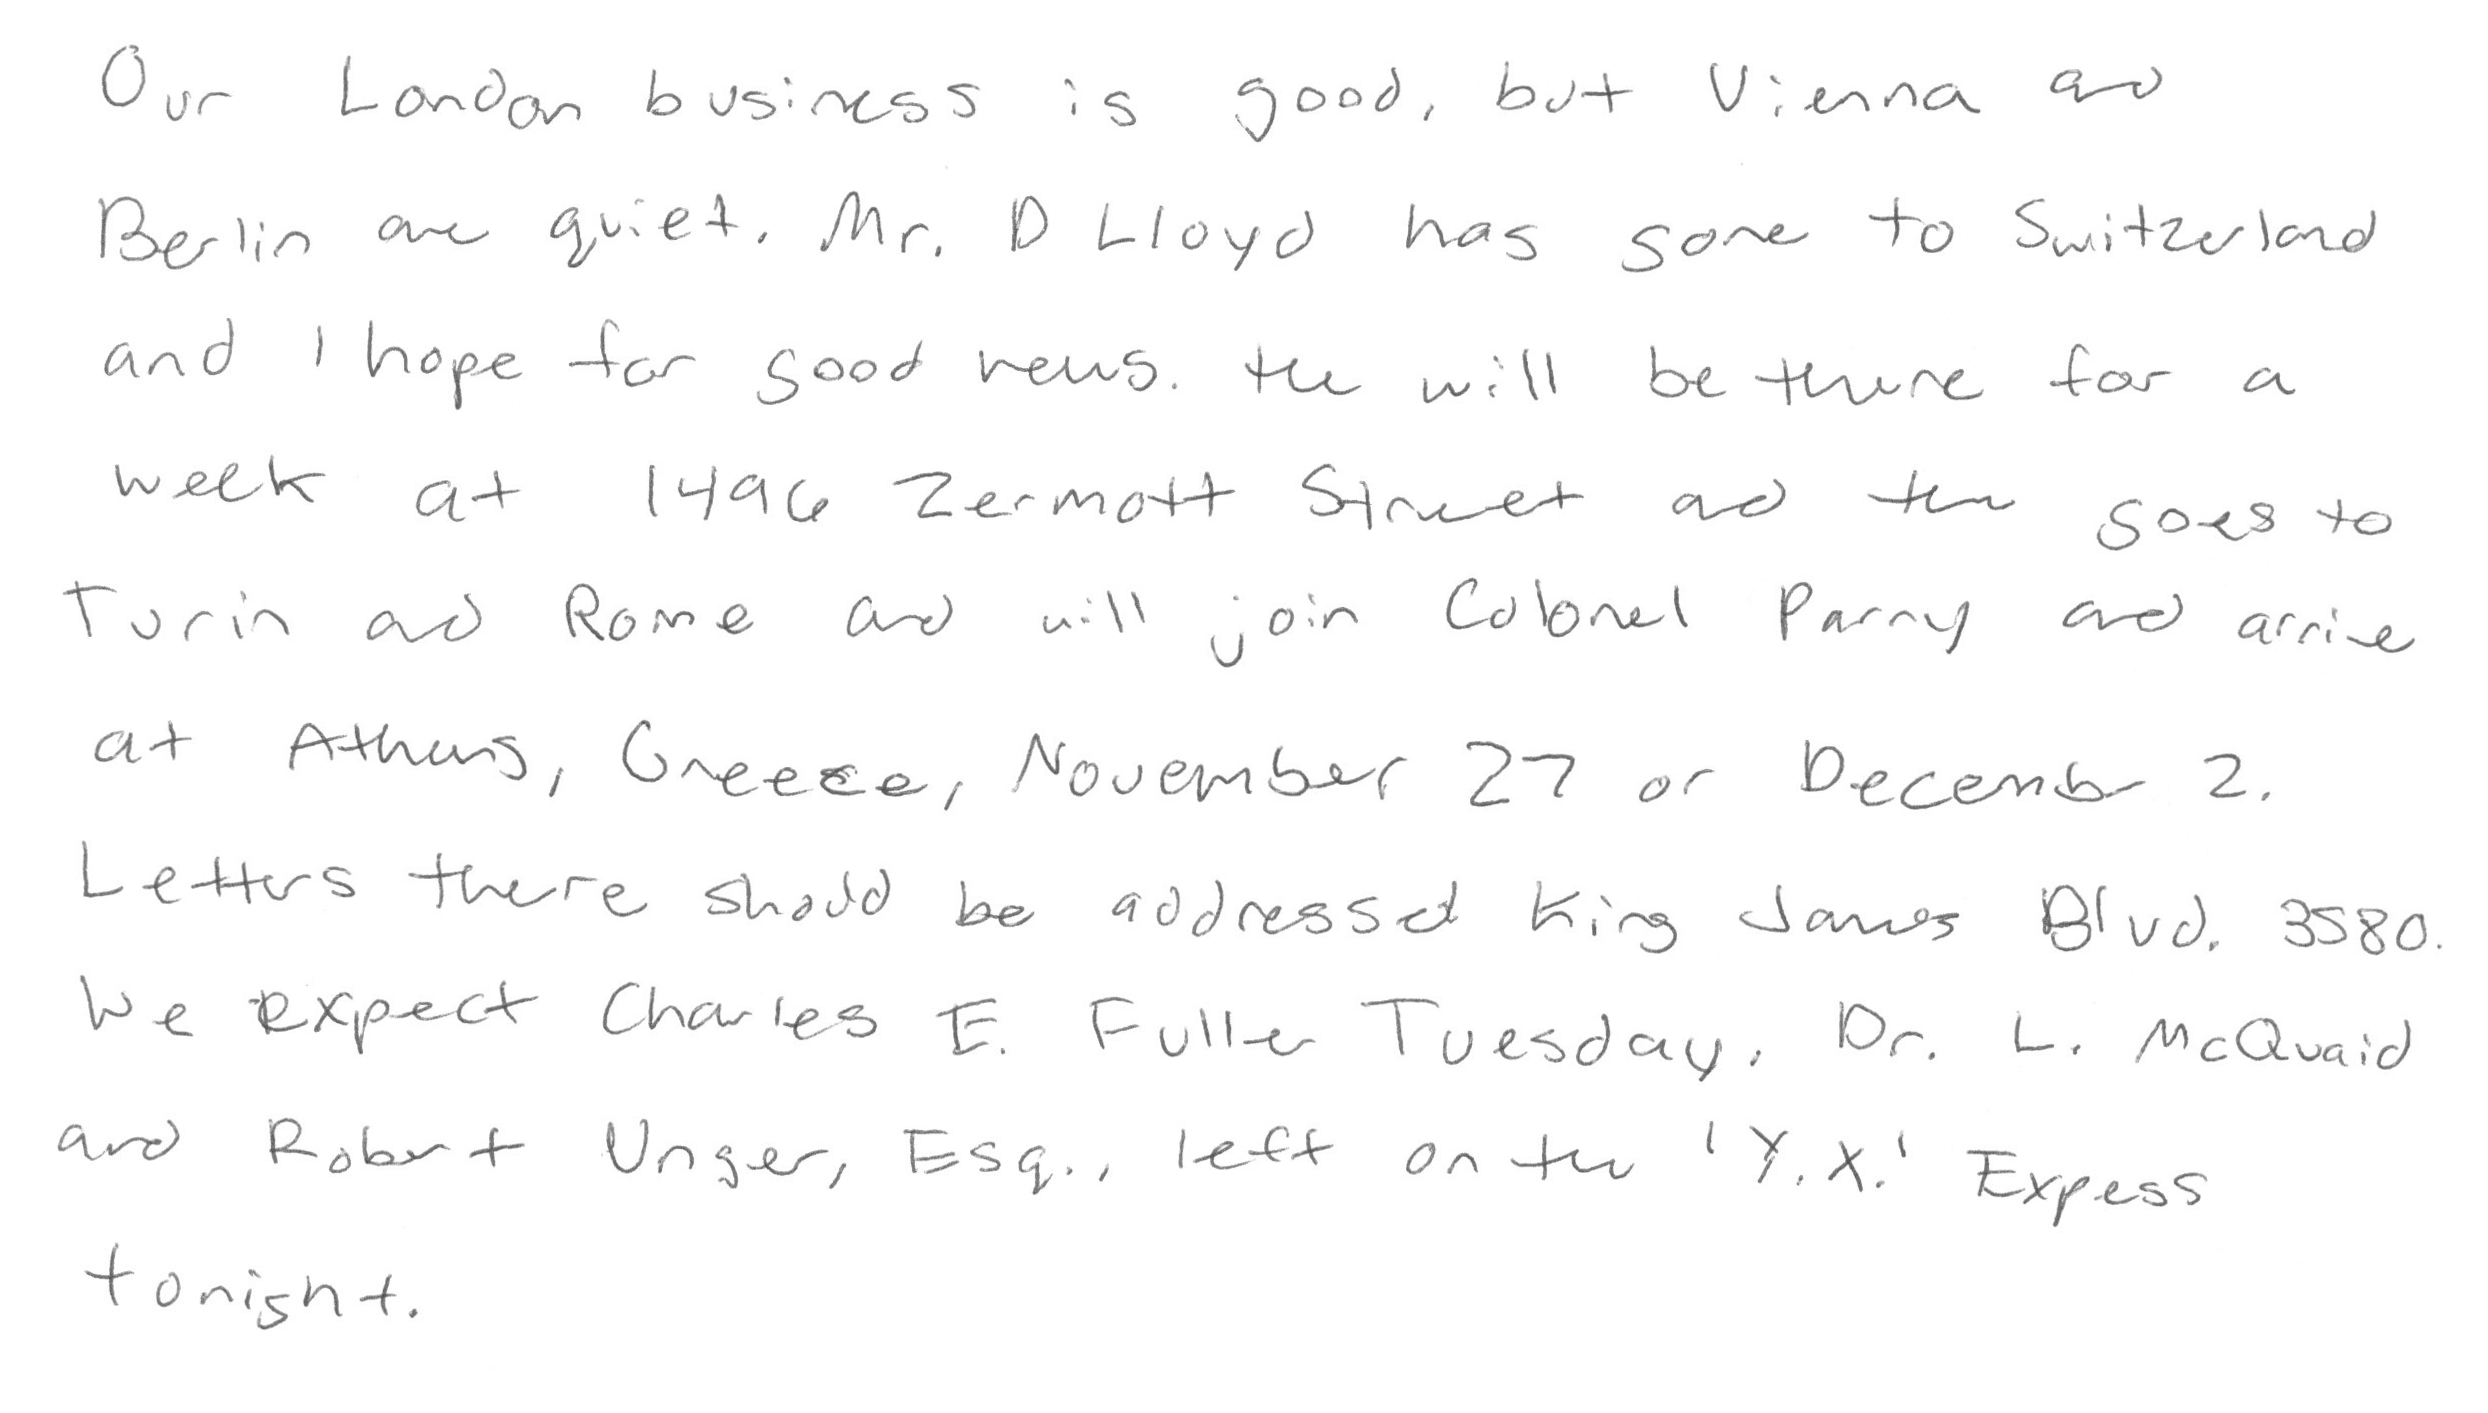 Our London business is good, but Vienna and
Berlin are quiet. Mr. D Lloyd has gone to Switzerland
and I hope for good news. He will be there for a
week at 1496 Zermott Street and then goes to
Turin and Rome and will join Colonel Parry and arrive
at Athens, Greece, November 27 or December 2.
Letters there should be addressed King James Blvd. 3580.
We expect Charles E. Fuller Tuesday. Dr. L. McQuaid
and Robert Unger, Esq., left on the 'Y.X.' Expess
tonight.